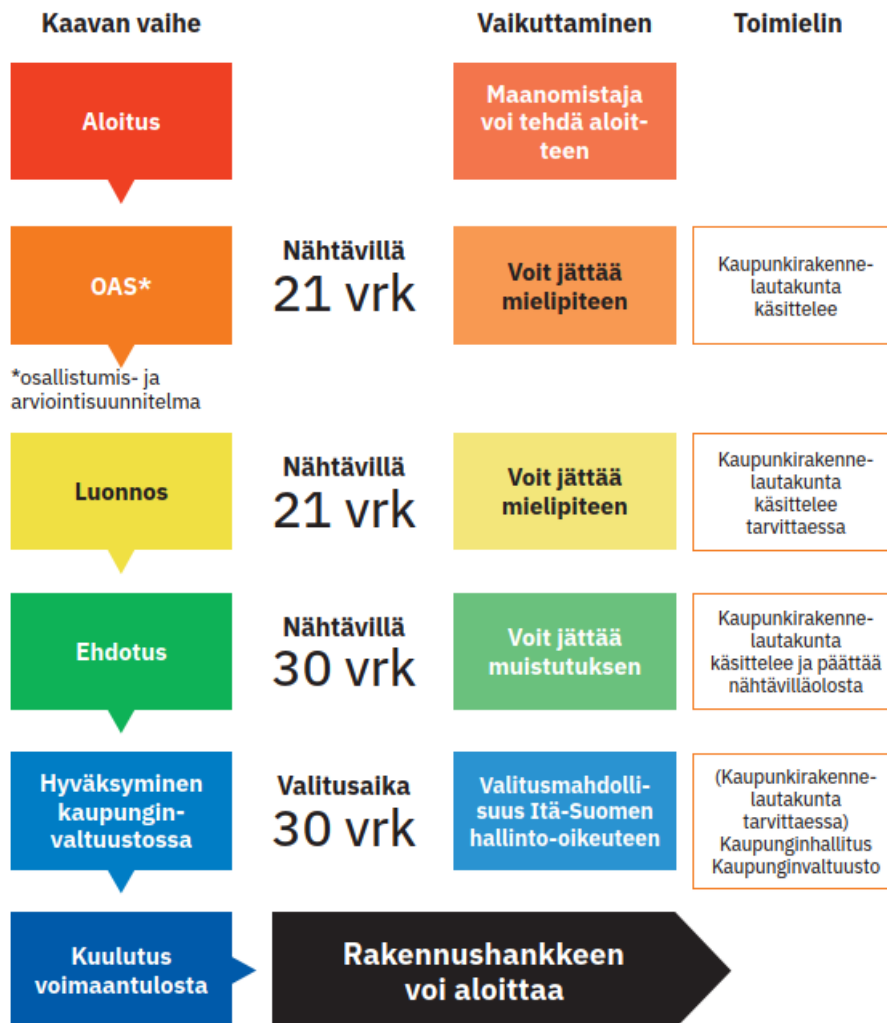 Kaavan vaihe
Vaikuttaminen
Toimielin
Aloitus
Maanomistaja
voi tehdä aloit-
teen
OAS*
Nähtävillä
21 vrk
Voit jättää
mielipiteen
Kaupunkirakenne-
lautakunta
käsittelee
*osallistumis- ja
arviointisuunnitelma
Luonnos
Nähtävillä
21 vrk
Voit jättää
mielipiteen
Kaupunkirakenne-
lautakunta
käsittelee
tarvittaessa
Ehdotus
Nähtävillä
30 vrk
Voit jättää
muistutuksen
Kaupunkirakenne-
lautakunta
käsittelee ja päättää
nähtävilläolosta
Hyväksyminen
kaupungin-
valtuustossa
Valitusaika
30 vrk
Valitusmahdolli-
suus Itä-Suomen
hallinto-oikeuteen
(Kaupunkirakenne-
lautakunta
tarvittaessa)
Kaupunginhallitus
Kaupunginvaltuusto
Kuulutus
voimaantulosta
Rakennushankkeen
voi aloittaa